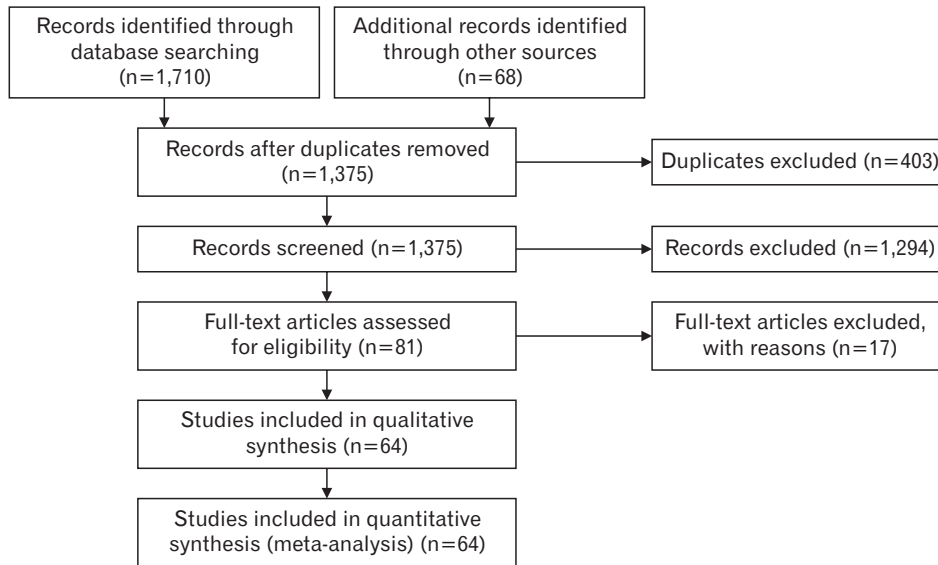 Records identified through
database searching
(n=1,710)
Additional records identified
through other sources
(n=68)
Records after duplicates removed
(n=1,375)
Duplicates excluded (n=403)
Records screened (n=1,375)
Records excluded (n=1,294)
Full-text articles assessed
for eligibility (n=81)
Full-text articles excluded,
with reasons (n=17)
Studies included in qualitative
synthesis (n=64)
Studies included in quantitative
synthesis (meta-analysis) (n=64)